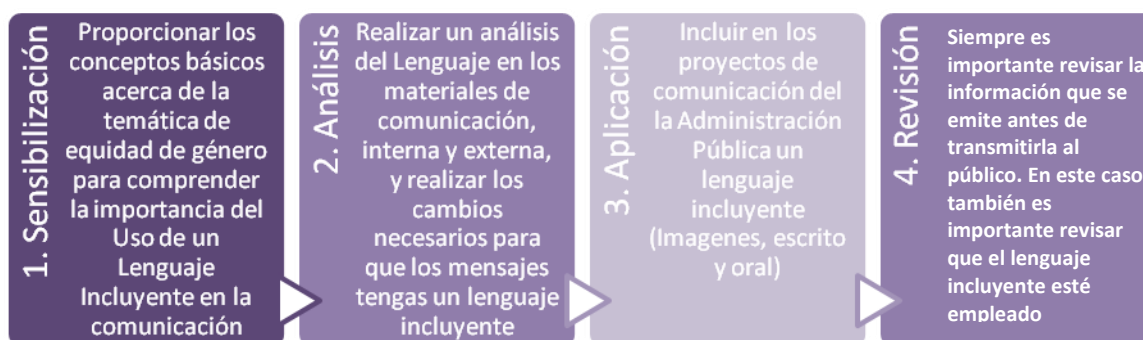 1. Sensibilización
Proporcionar los
conceptos básicos
acerca de la
temática de
equidad de género
para comprender
la importancia del
Uso de un
Lenguaje
Incluyente en la
comunicación
2. Análisis
Realizar un análisis
del Lenguaje en los
materiales de
comunicación,
interna y externa,
y realizar los
cambios
necesarios para
que los mensajes
tengas un lenguaje
incluyente
3. Aplicación
Incluir en los
proyectos de
comunicación del
la Administración
Pública un
lenguaje
incluyente
(Imagenes, escrito
y oral)
4. Revisión
Siempre es
importante revisar la
información que se
emite antes de
transmitirla al
público. En este caso
también es
importante revisar
que el lenguaje
incluyente esté
empleado